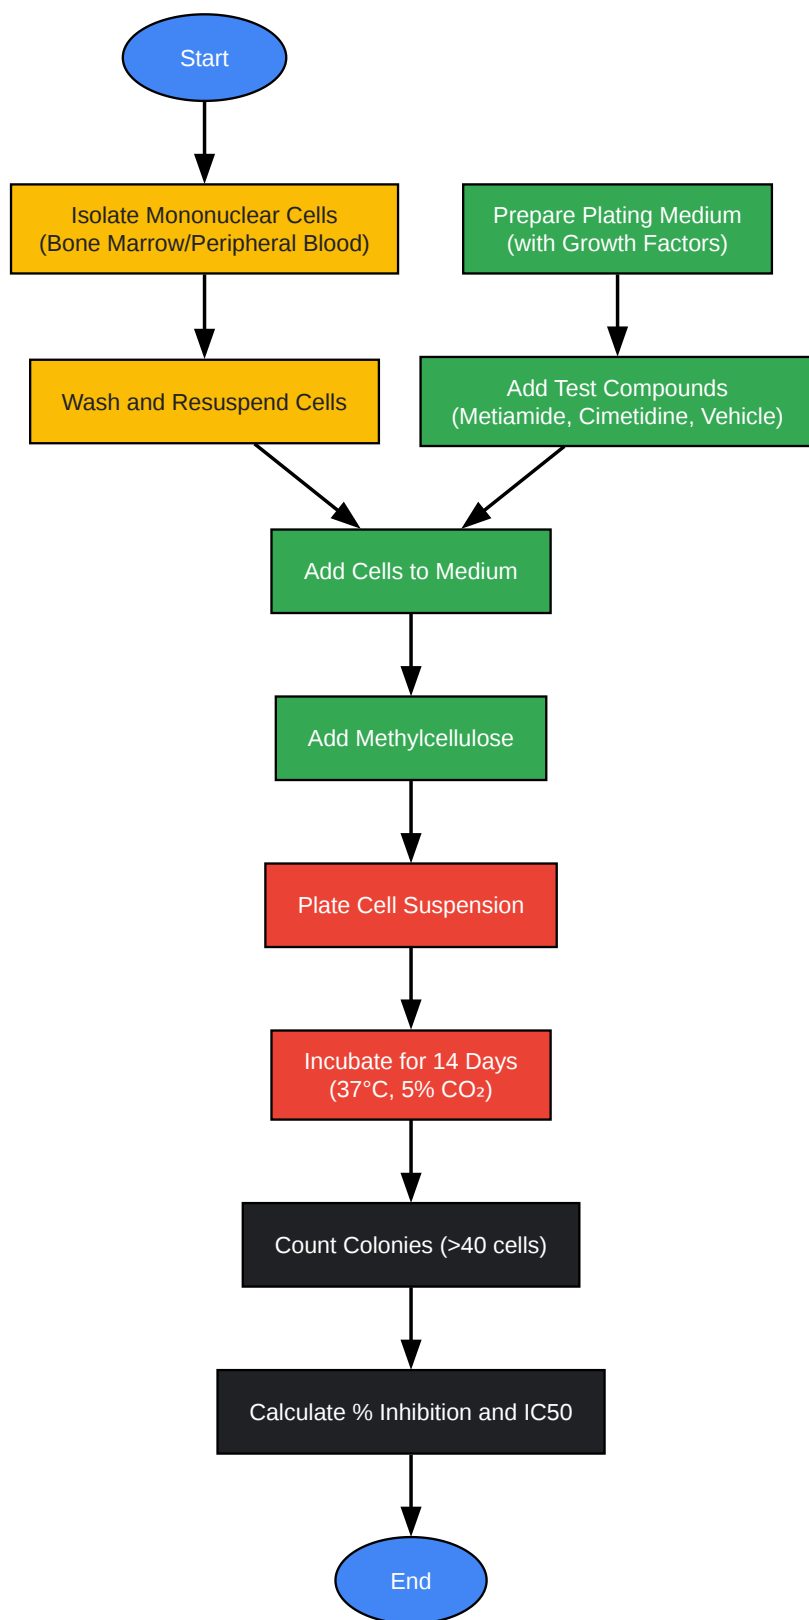 Start
Isolate Mononuclear Cells
(Bone Marrow/Peripheral Blood)
Prepare Plating Medium
(with Growth Factors)
Wash and Resuspend Cells
Add Test Compounds
(Metiamide, Cimetidine, Vehicle)
Add Cells to Medium
Add Methylcellulose
Plate Cell Suspension
Incubate for 14 Days
(37°C, 5% CO₂)
Count Colonies (>40 cells)
Calculate % Inhibition and IC50
End